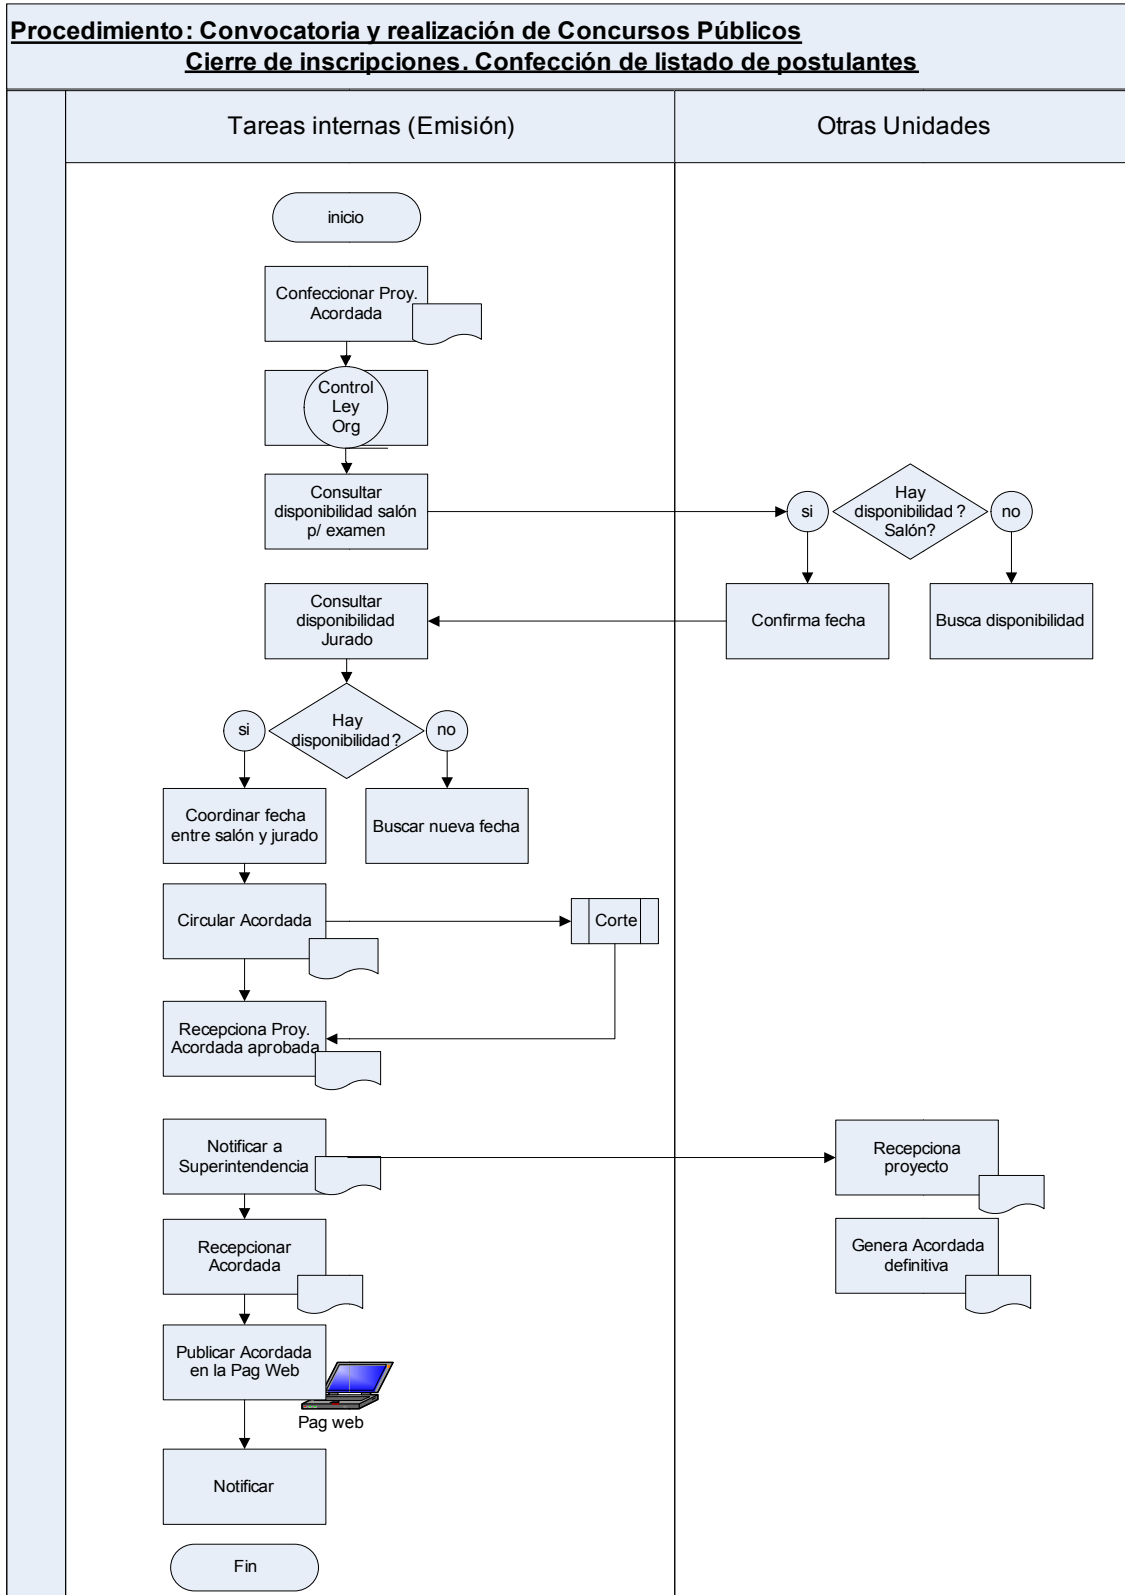 Procedimiento: Convocatoria y realización de Concursos Públicos
Cierre de inscripciones. Confección de listado de postulantes
Tareas internas (Emisión)
Otras Unidades
inicio
Confeccionar Proy.
Acordada
Control
Ley
Org
Consultar
disponibilidad salón
p/ examen
si
Hay
disponibilidad ?
Salón?
no
Consultar
disponibilidad
Jurado
Confirma fecha
Busca disponibilidad
si
Hay
disponibilidad?
no
Coordinar fecha
entre salón y jurado
Buscar nueva fecha
Circular Acordada
Corte
Recepciona Proy.
Acordada aprobada
Notificar a
Superintendencia
Recepciona
proyecto
Recepcionar
Acordada
Genera Acordada
definitiva
Publicar Acordada
en la Pag Web
Pag web
Notificar
Fin